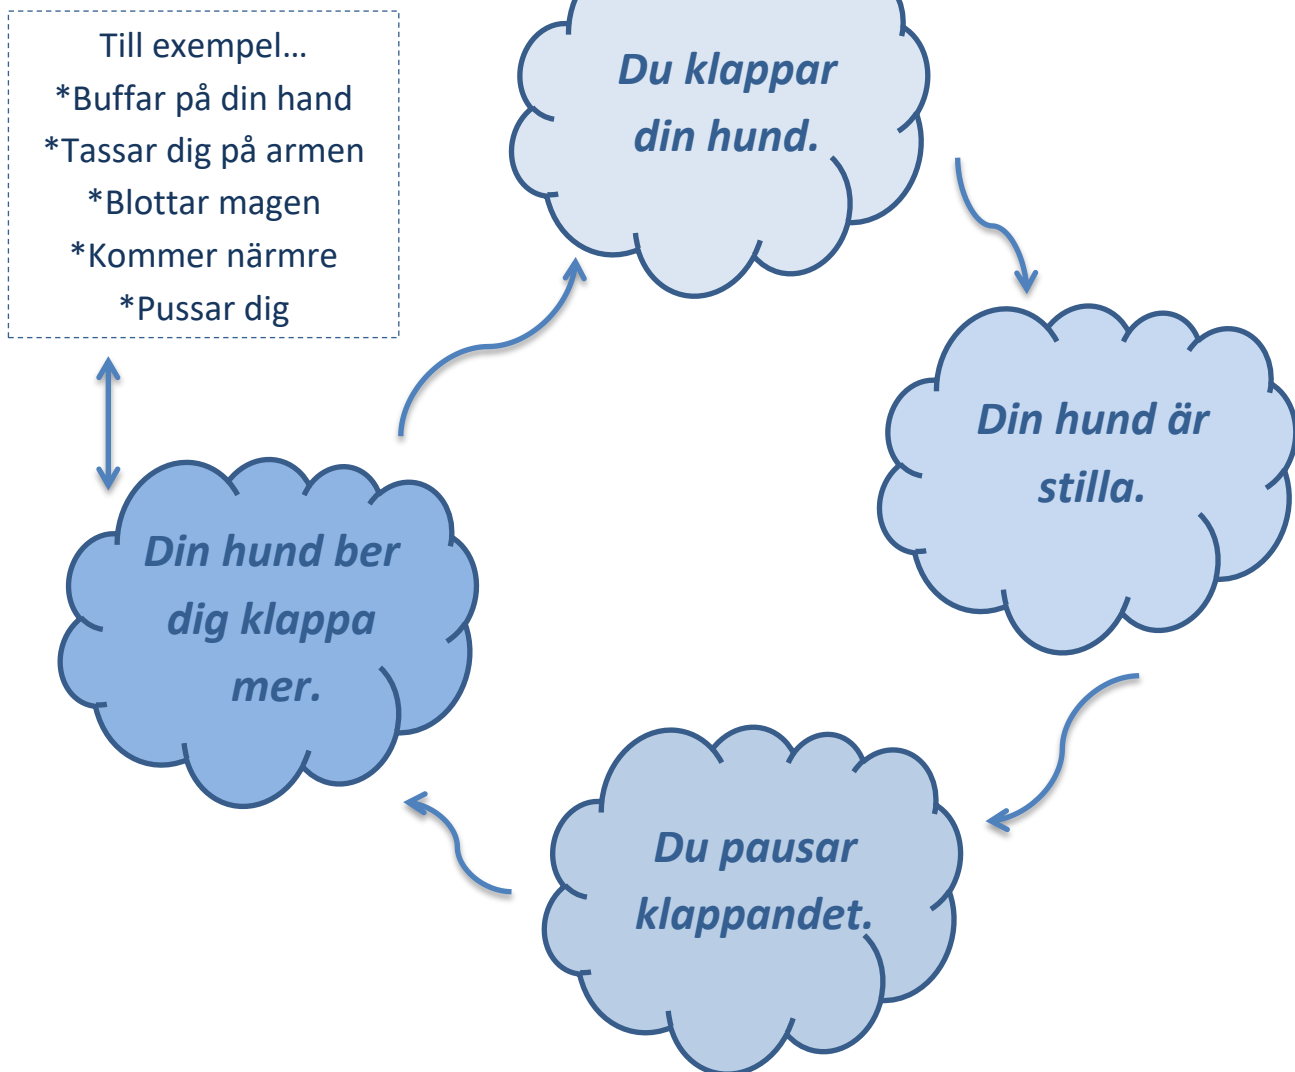 Till exempel…
*Buffar på din hand
*Tassar dig på armen
*Blottar magen
*Kommer närmre
*Pussar dig
Du klappar
din hund.
Din hund är
stilla.
Du pausar
klappandet.
Din hund ber
dig klappa
mer.